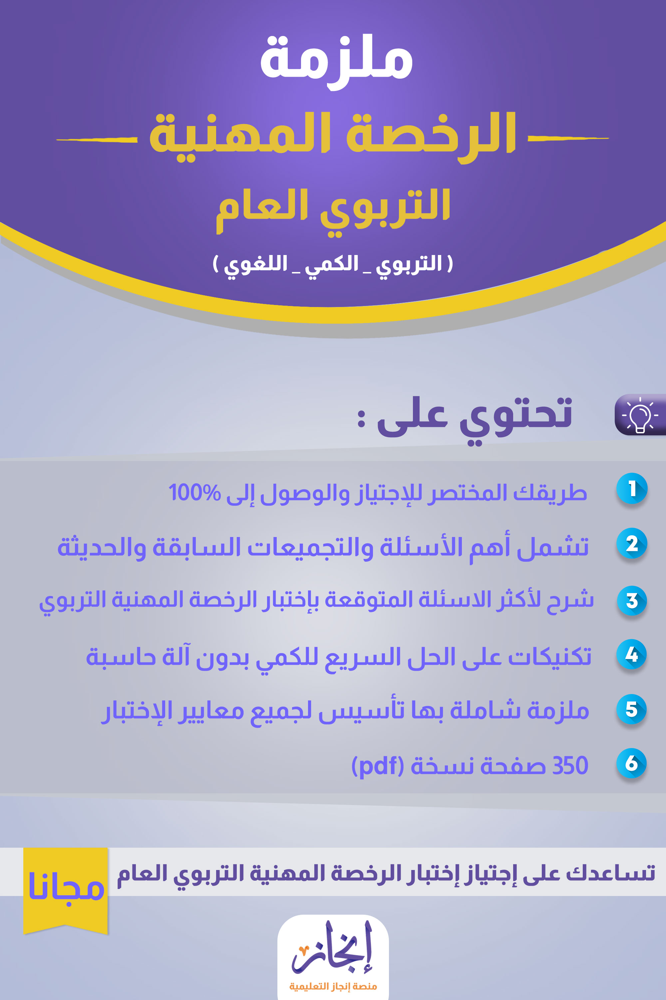 ملزمة
الرخصة المهنية
التربوي العام
( التربوي _ الكمي _ اللغوي )
تحتوي على :
1 طريقك المختصر للإجتياز والوصول إلى %100
2 تشمل أهم الأسئلة والتجميعات السابقة والحديثة
3 شرح لأكثر الاسئلة المتوقعة بإختبار الرخصة المهنية التربوي
4 تكنيكات على الحل السريع للكمي بدون آلة حاسبة
5 ملزمة شاملة بها تأسيس لجميع معايير الإختبار
6 350 صفحة نسخة (pdf)
تساعدك على إجتياز إختبار الرخصة المهنية التربوي العام
مجانا
إنجاز
منصة إنجاز التعليمية